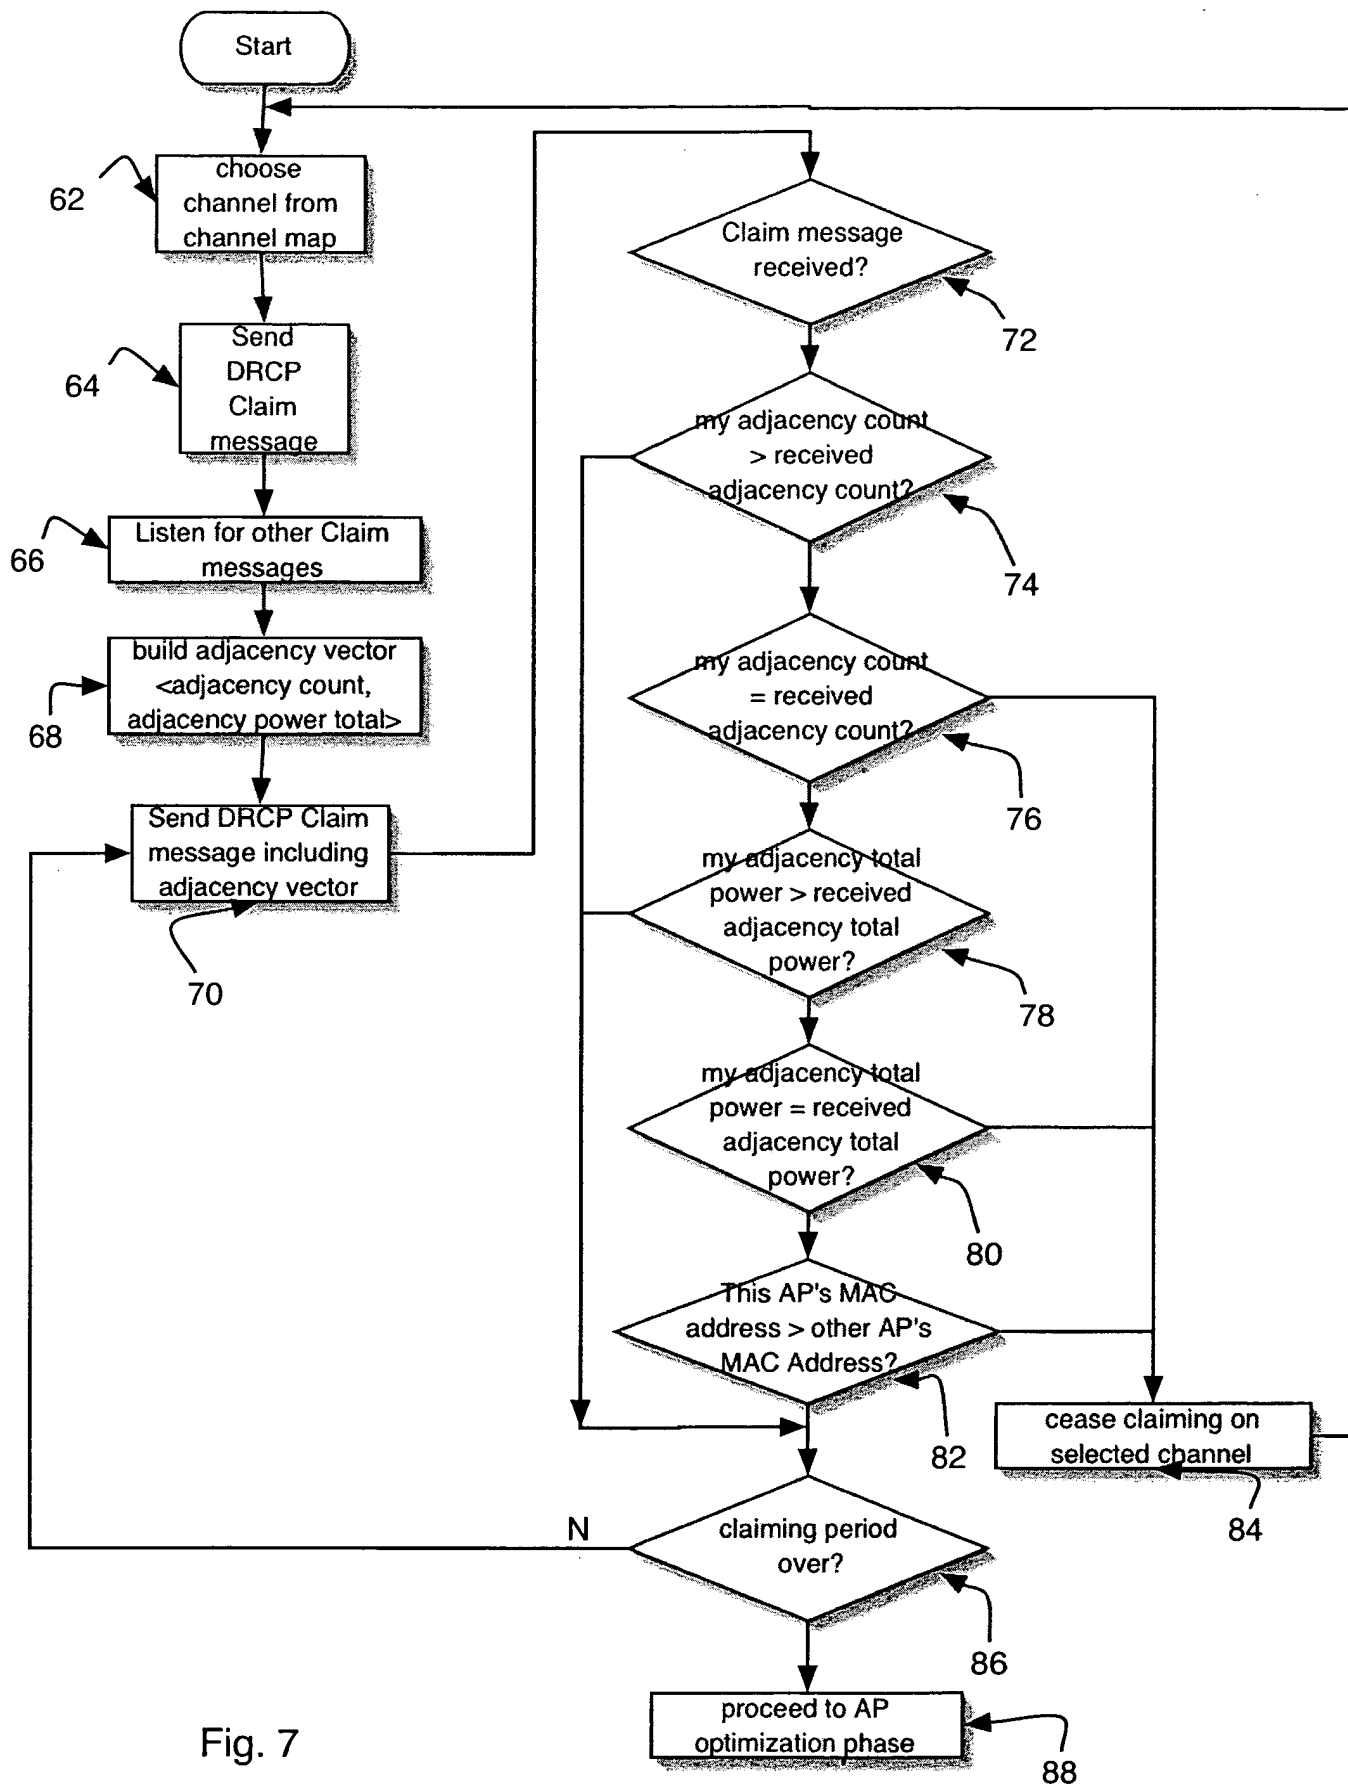 Start
choose
channel from
channel map
62
Send
DRCP
Claim
message
64
Listen for other Claim
messages
66
build adjacency vector
<adjacency count,
adjacency power total>
68
Send DRCP Claim
message including
adjacency vector
70
Claim message
received?
72
my adjacency count
> received
adjacency count?
74
my adjacency count
= received
adjacency count?
76
my adjacency total
power > received
adjacency total
power?
78
my adjacency total
power = received
adjacency total
power?
80
This AP's MAC
address > other AP's
MAC Address?
82
cease claiming on
selected channel
84
N
claiming period
over?
86
proceed to AP
optimization phase
88
Fig. 7